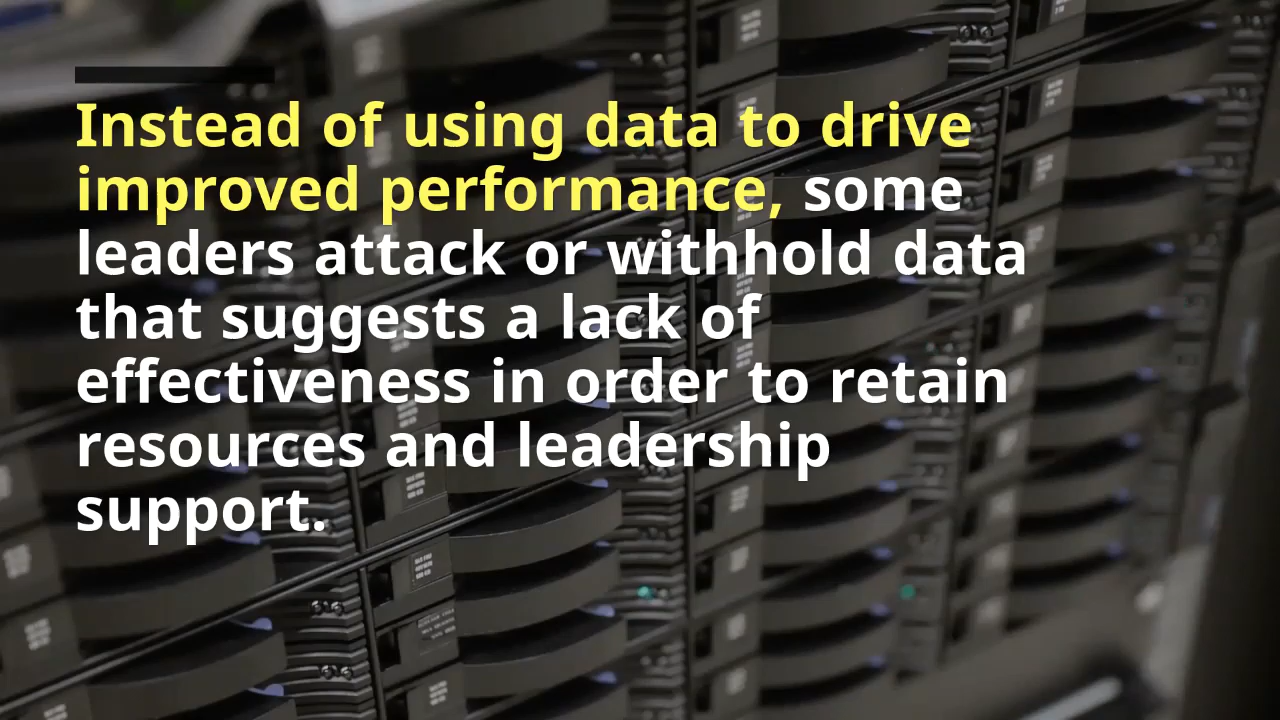 Instead of using data to drive
improved performance, some
leaders attack or withhold data
that suggests a lack of
effectiveness in order to retain
resources and leadership
support.